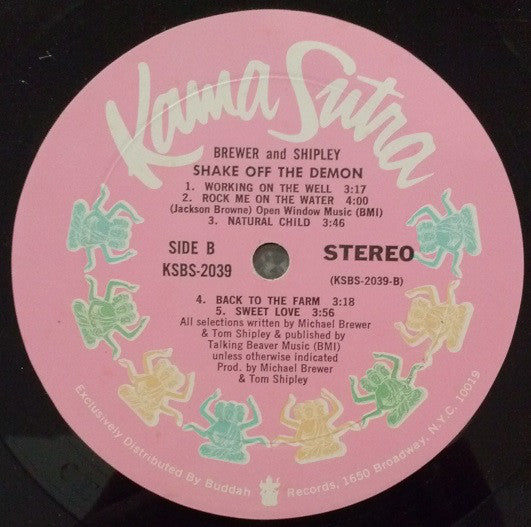 Kama Sutra
BREWER and SHIPLEY
SHAKE OFF THE DEMON
1. WORKING ON THE WELL 3:17
2. ROCK ME ON THE WATER 4:00
(Jackson Browne) Open Window Music (BMI)
3. NATURAL CHILD 3:46
SIDE B
KSBS-2039
STEREO
(KSBS-2039-B)
4. BACK TO THE FARM 3:18
5. SWEET LOVE 3:56
All selections written by Michael Brewer
& Tom Shipley & published by
Talking Beaver Music (BMI)
unless otherwise indicated
Prod. by Michael Brewer
& Tom Shipley
Exclusively Distributed By Buddah Records, 1650 Broadway, N.Y.C. 10019